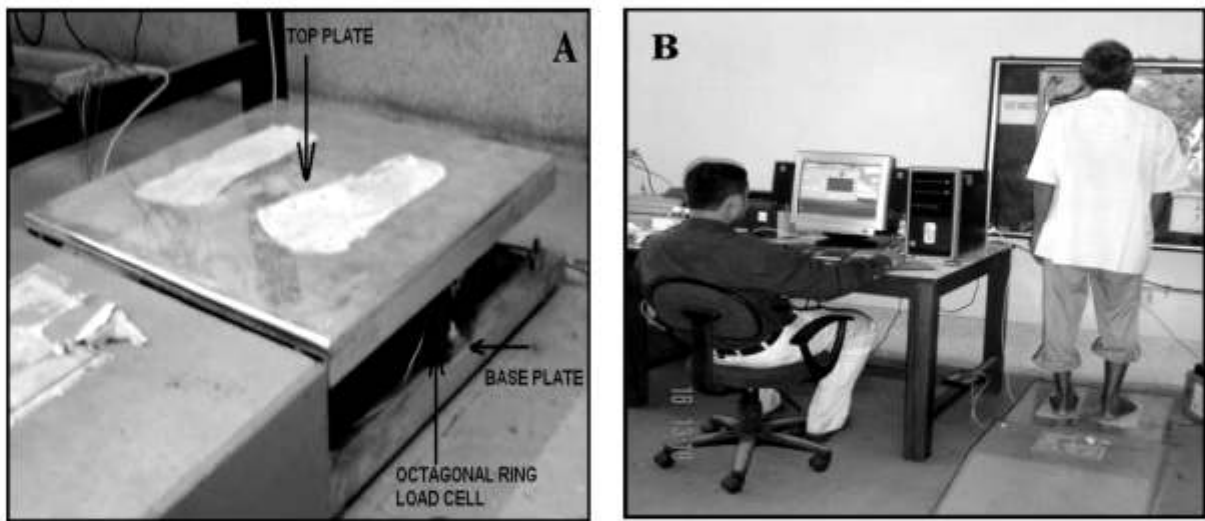 TOP PLATE
A
BASE PLATE
OCTAGONAL RING
LOAD CELL
B